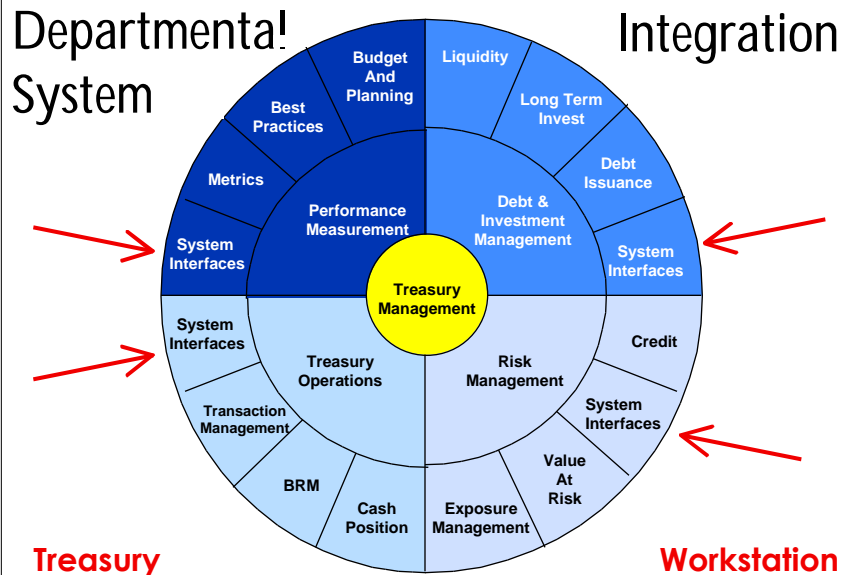 Departmental Integration
System
Budget
And
Planning
Liquidity
Best
Practices
Long Term
Invest
Metrics
Debt
Issuance
Performance
Measurement
Debt &
Investment
Management
System
Interfaces
System
Interfaces
Treasury
Management
System
Interfaces
Treasury
Operations
Risk
Management
Credit
Transaction
Management
System
Interfaces
BRM
Cash
Position
Exposure
Management
Value
At
Risk
Treasury Workstation